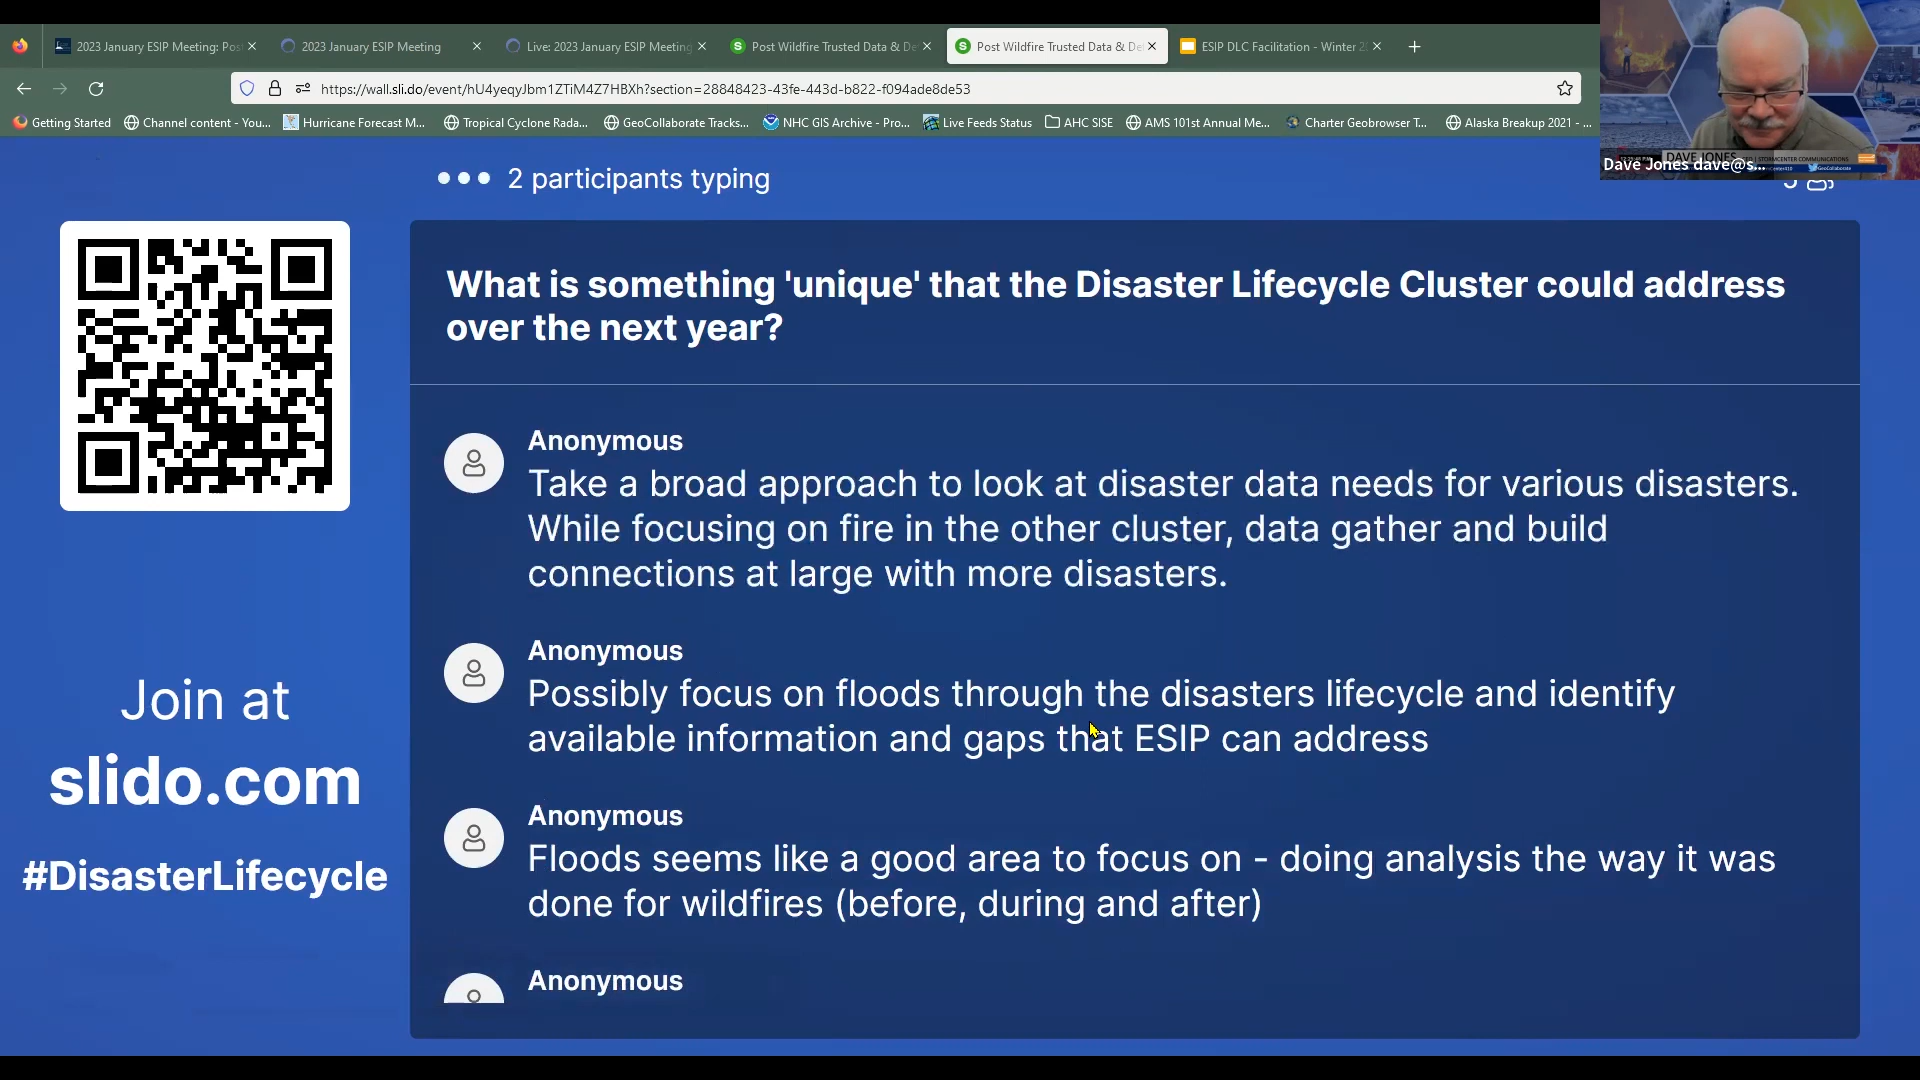 2023 January ESIP Meeting: Pos
2023 January ESIP Meeting
Live: 2023 January ESIP Meeting
Post Wildfire Trusted Data & De
Post Wildfire Trusted Data & De
ESIP DLC Facilitation - Winter 2
https://wall.sli.do/event/hU4yeqyJbm1ZTiM4Z7HBXh?section=28848423-43fe-443d-b822-f094ade8de53
Getting Started
Channel content - You...
Hurricane Forecast M...
Tropical Cyclone Rada...
GeoCollaborate Tracks...
NHC GIS Archive - Pro...
Live Feeds Status
AHC SISE
AMS 101st Annual Me...
Charter Geobrowser T...
Alaska Breakup 2021 - ...
DAVE JONES
STORMCENTER COMMUNICATIONS
Dave Jones dave@s...
GeoCollaborate
2 participants typing
What is something 'unique' that the Disaster Lifecycle Cluster could address
over the next year?
Anonymous
Take a broad approach to look at disaster data needs for various disasters.
While focusing on fire in the other cluster, data gather and build
connections at large with more disasters.
Anonymous
Possibly focus on floods through the disasters lifecycle and identify
available information and gaps that ESIP can address
Anonymous
Floods seems like a good area to focus on - doing analysis the way it was
done for wildfires (before, during and after)
Anonymous
Join at
slido.com
#DisasterLifecycle